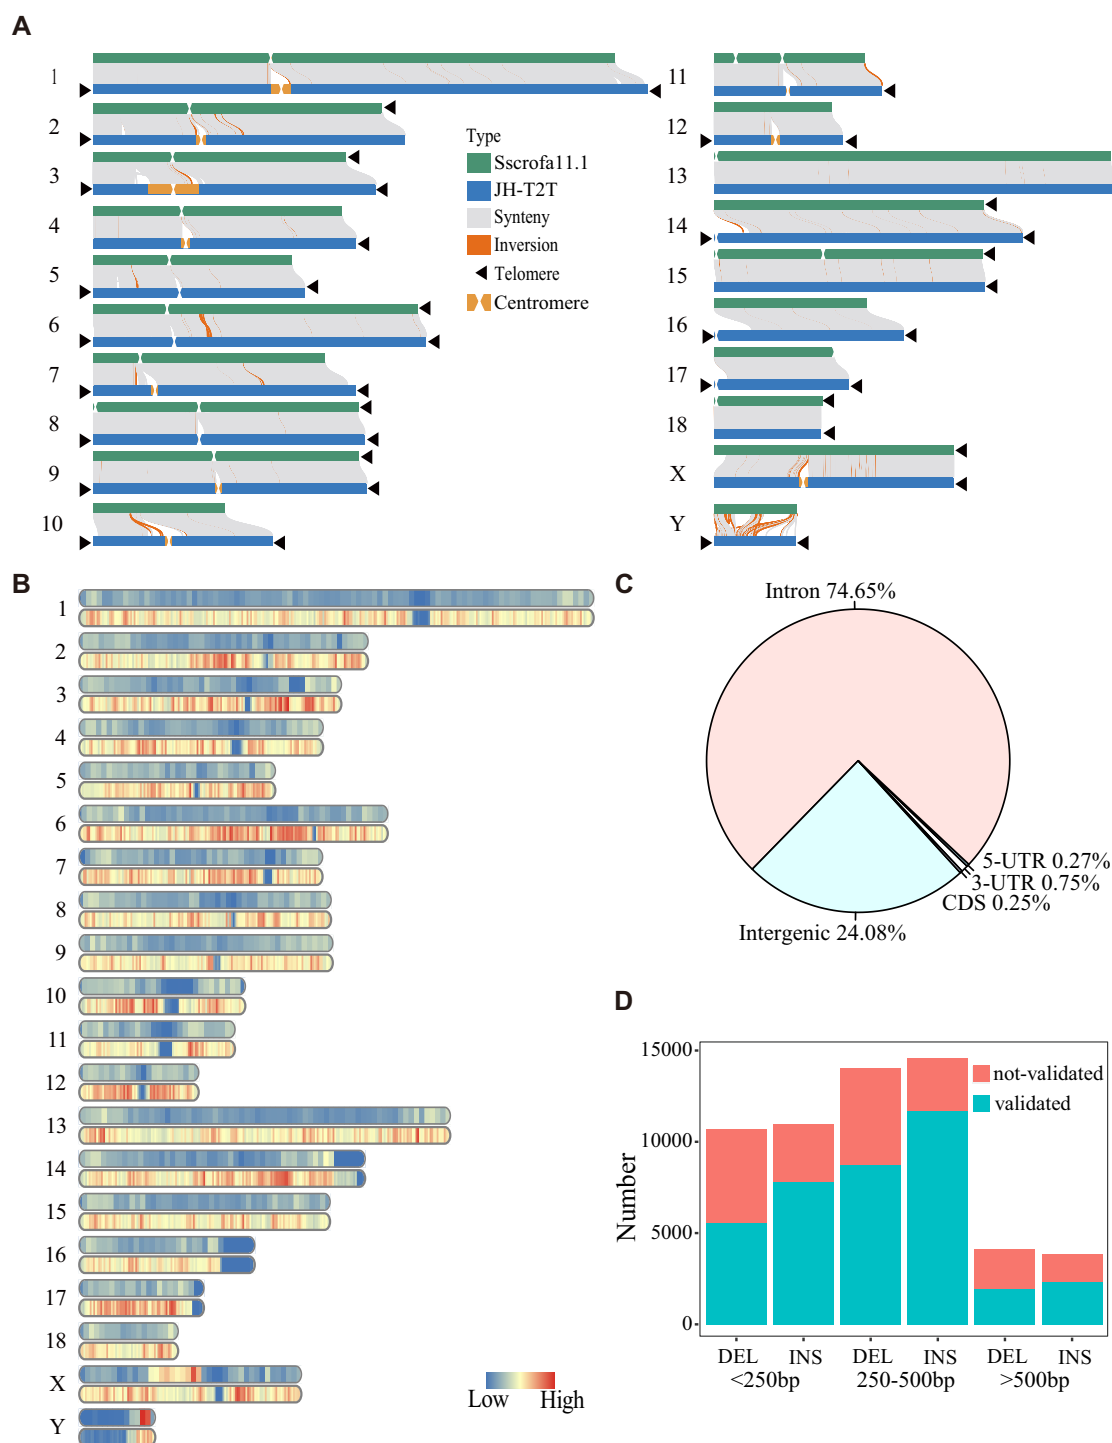 A
1
2
3
4
5
6
7
8
9
10
Type
Sscrofa11.1
JH-T2T
Synteny
Inversion
Telomere
Centromere
11
12
13
14
15
16
17
18
X
Y
B
1
2
3
4
5
6
7
8
9
10
11
12
13
14
15
16
17
18
X
Y
Low High
C
Intron 74.65%
5-UTR 0.27%
3-UTR 0.75%
CDS 0.25%
Intergenic 24.08%
D
Number
15000
10000
5000
0
not-validated
validated
DEL INS DEL INS DEL INS
<250bp 250-500bp >500bp